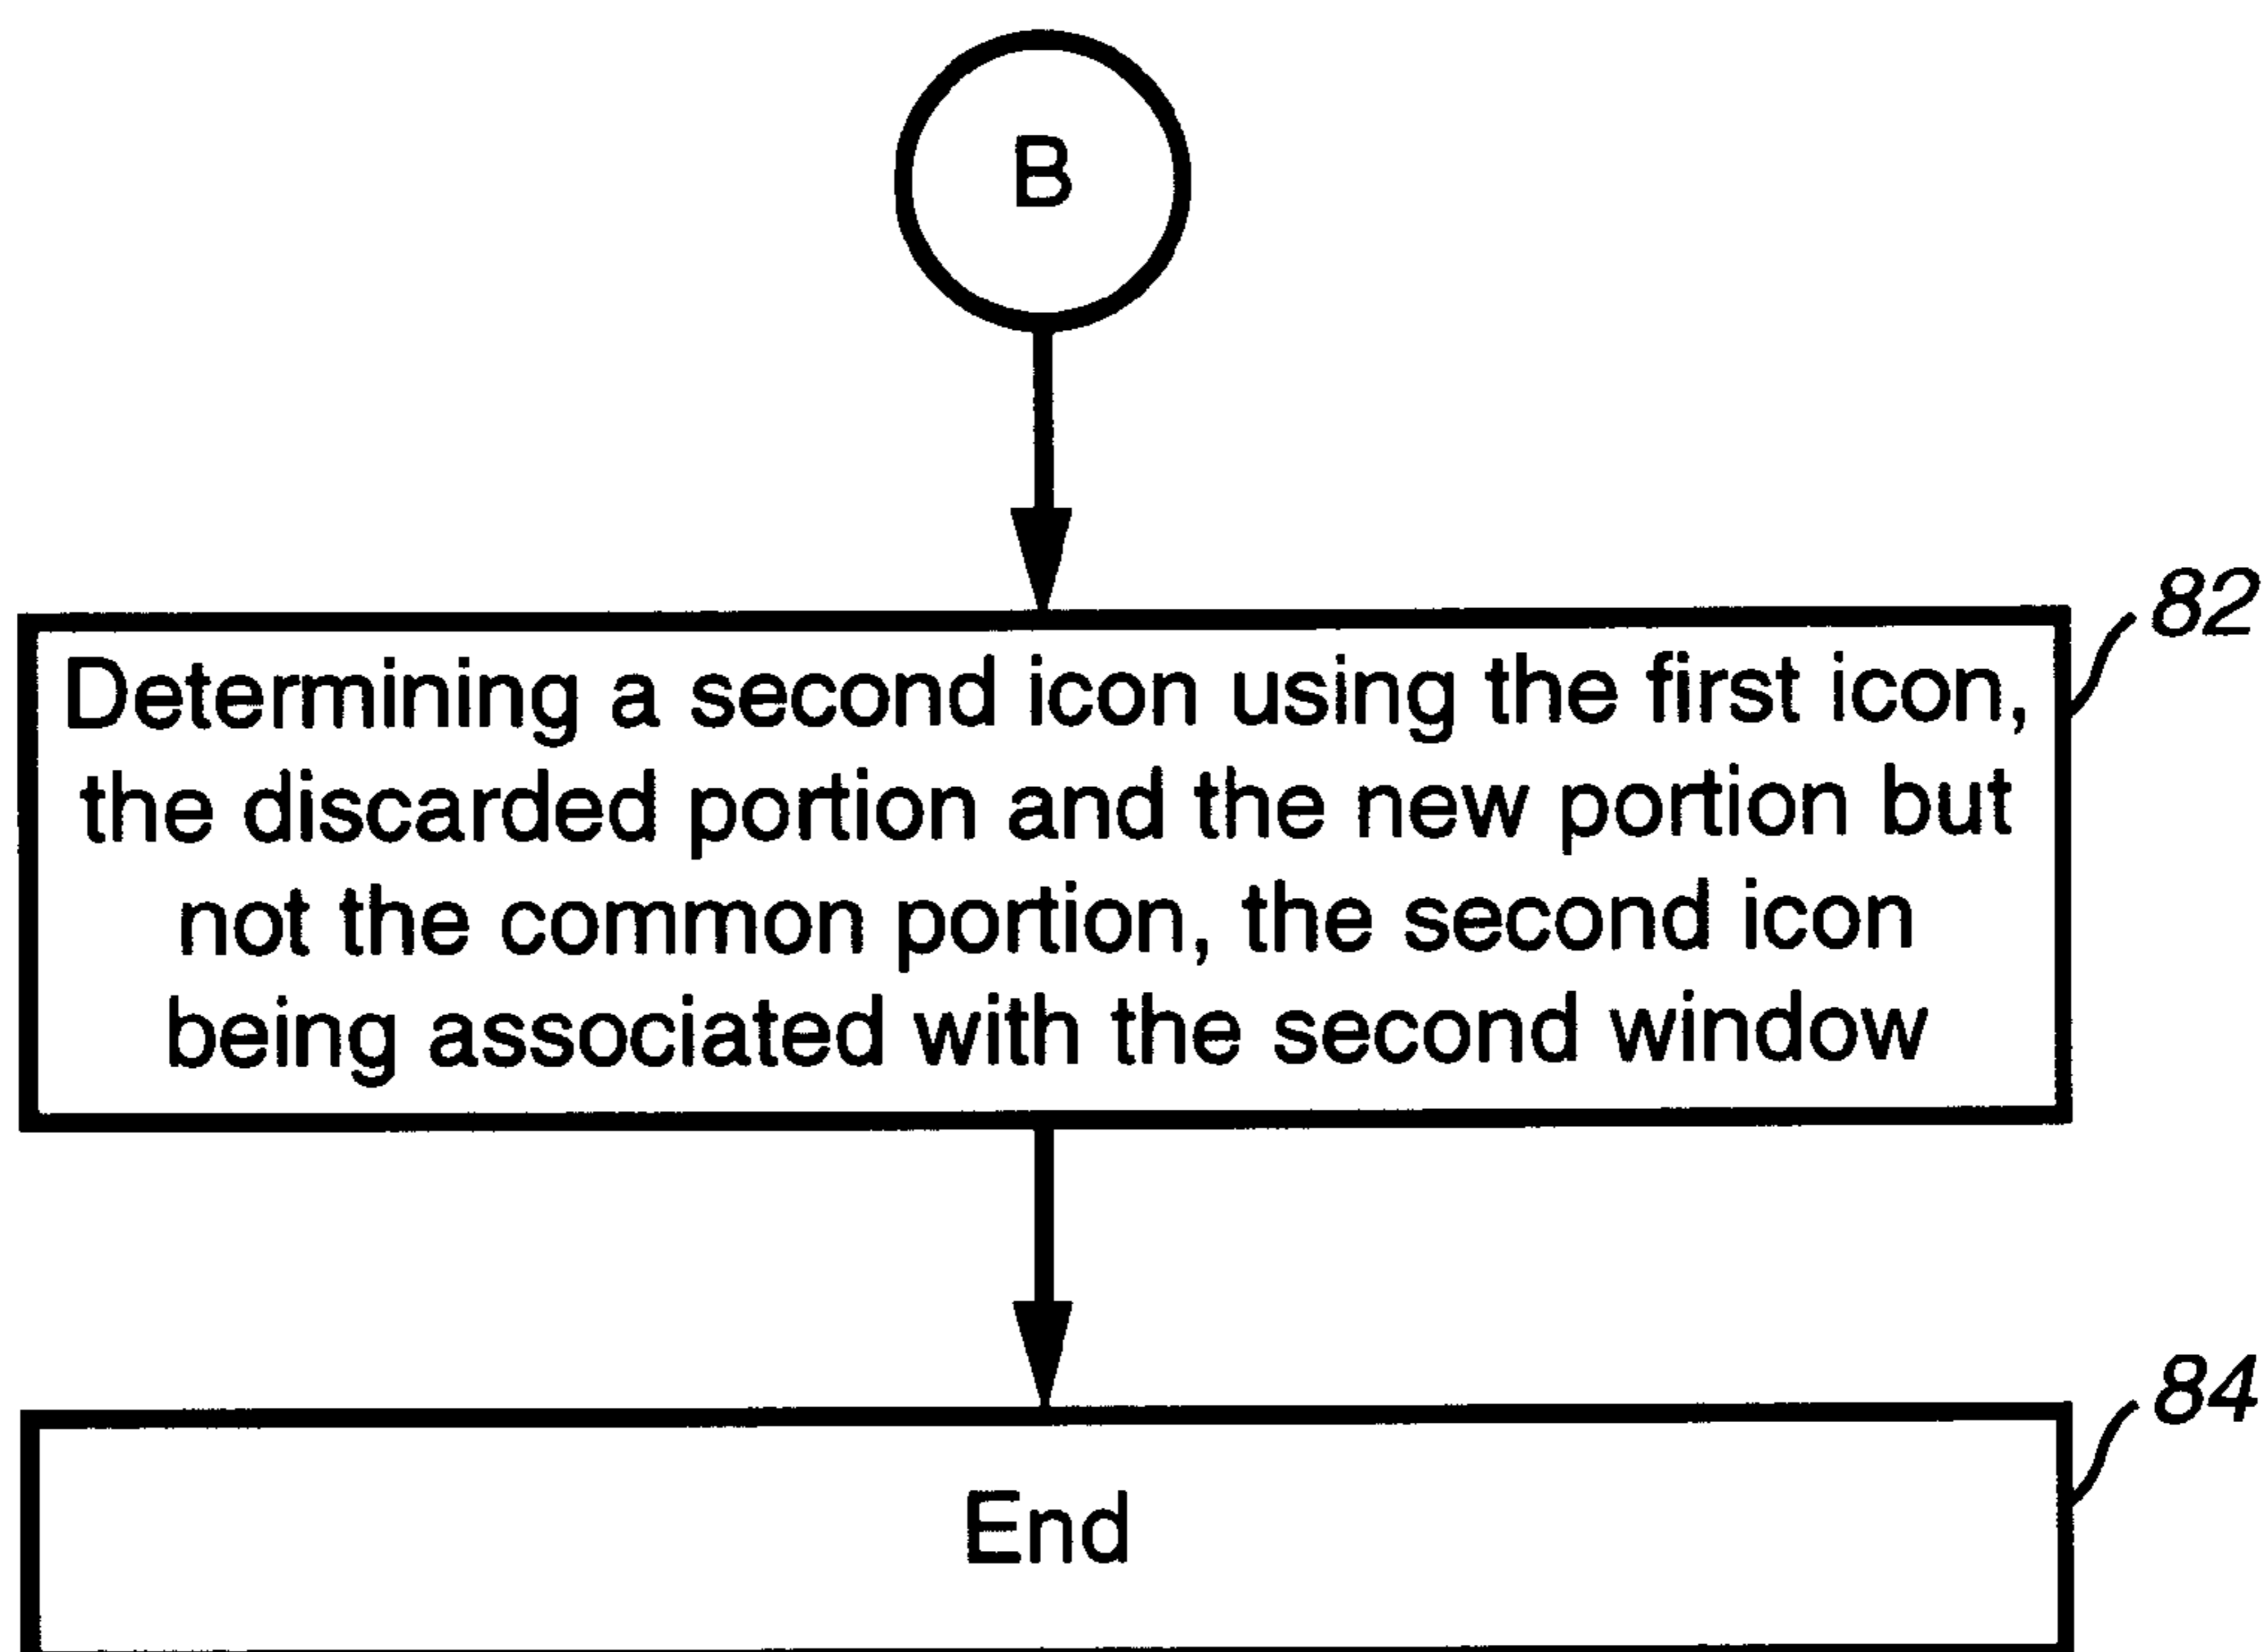 B
82
Determining a second icon using the first icon,
the discarded portion and the new portion but
not the common portion, the second icon
being associated with the second window
84
End